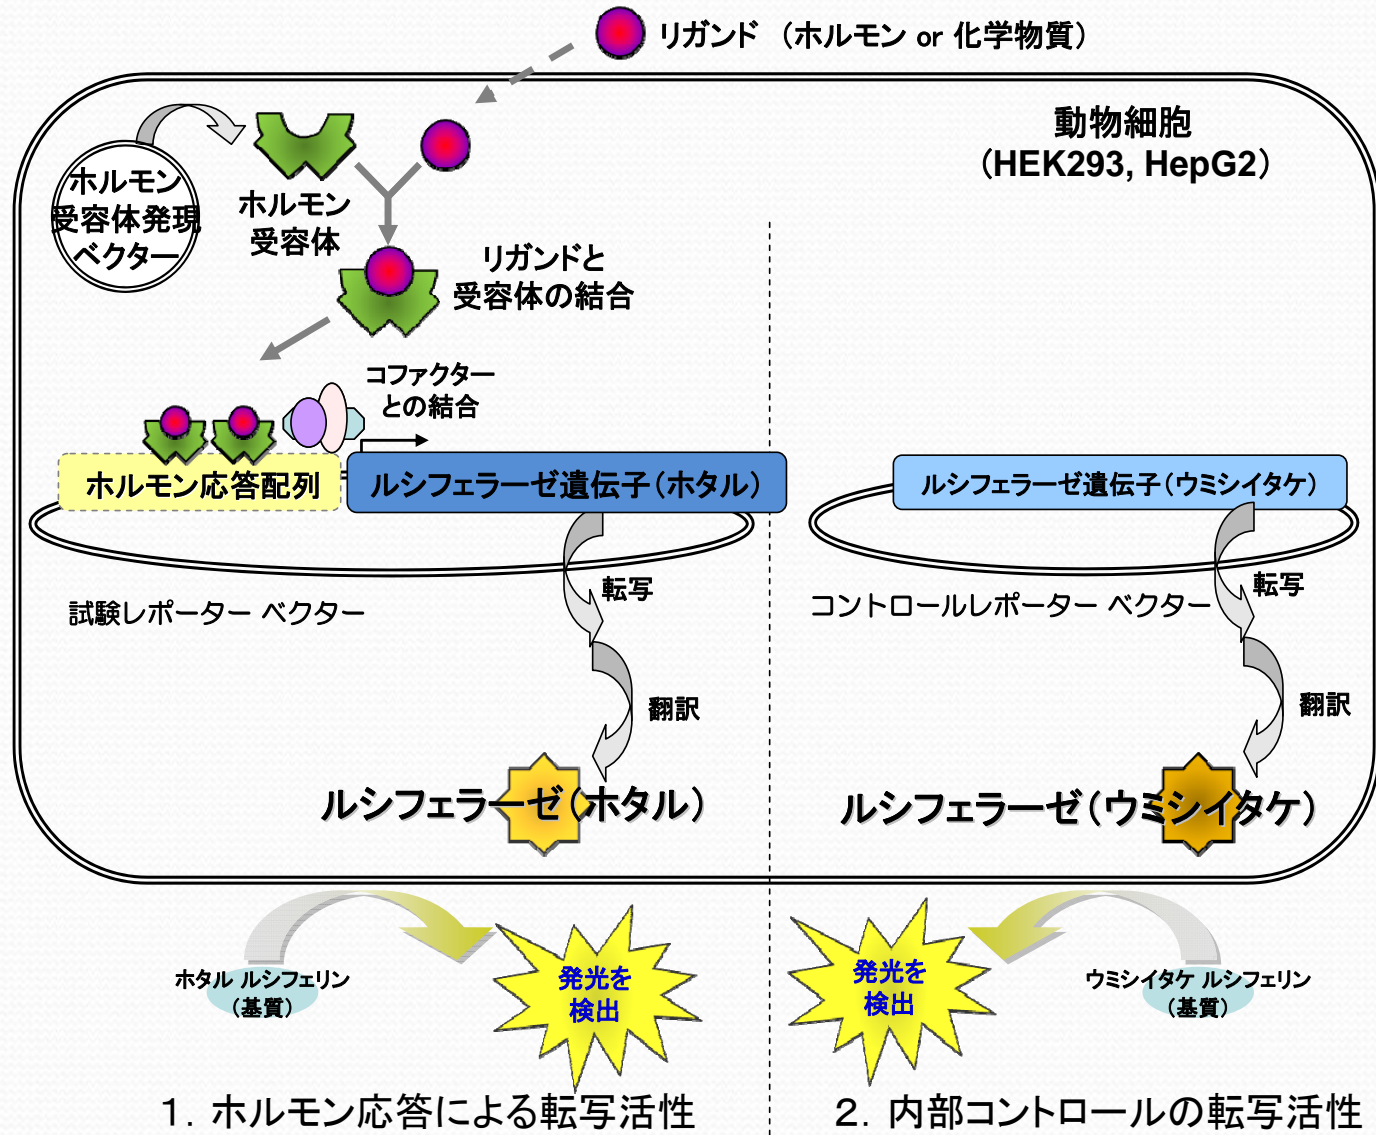 リガンド （ホルモン or 化学物質）
動物細胞
（HEK293, HepG2）
ホルモン
受容体発現
ベクター
ホルモン
受容体
リガンドと
受容体の結合
コファクター
との結合
ホルモン応答配列
ルシフェラーゼ遺伝子（ホタル）
ルシフェラーゼ遺伝子（ウミシイタケ）
試験レポーター ベクター
転写
コントロールレポーター ベクター
転写
翻訳
翻訳
ルシフェラーゼ（ホタル）
ルシフェラーゼ（ウミシイタケ）
ホタル ルシフェリン
（基質）
発光を
検出
発光を
検出
ウミシイタケ ルシフェリン
（基質）
１．ホルモン応答による転写活性
２．内部コントロールの転写活性